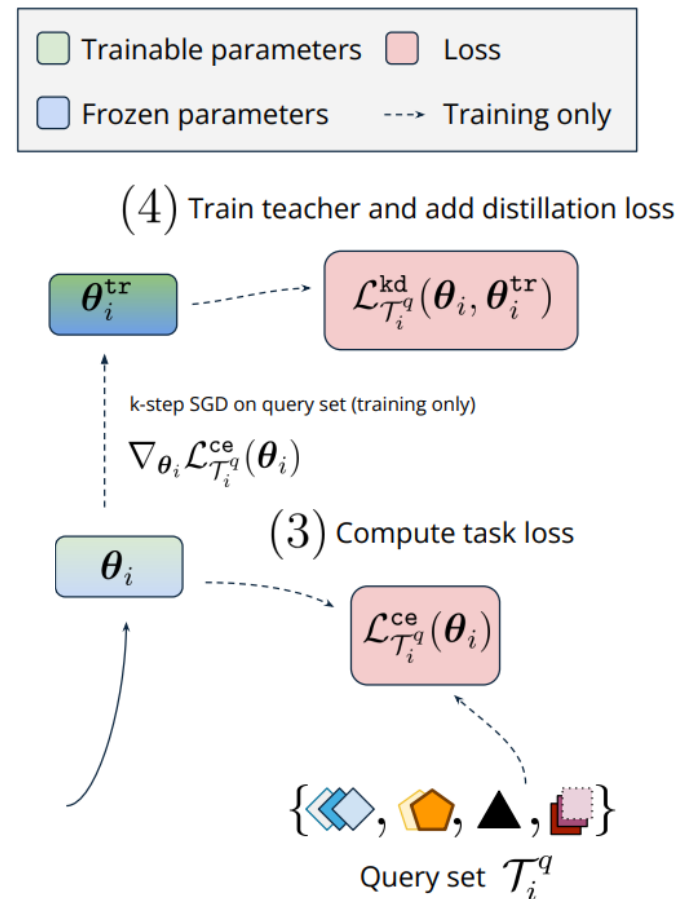 Trainable parameters Loss
Frozen parameters Training only
(4) Train teacher and add distillation loss
θ_i^tr
L^kd_{T_i^q}(θ_i, θ_i^tr)
k-step SGD on query set (training only)
∇_{θ_i} L^ce_{T_i^q}(θ_i)
(3) Compute task loss
θ_i
L^ce_{T_i^q}(θ_i)
{ , , , }
Query set T_i^q